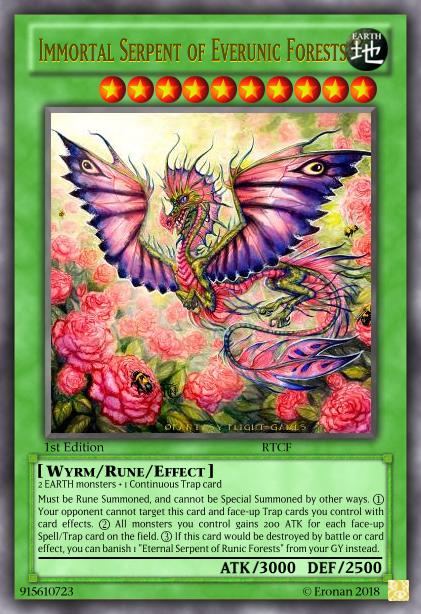 IMMORTAL SERPENT OF EVERUNIC FORESTS
EARTH
地
©FANTASY FLIGHT GAMES
1st Edition RTCF
[ WYRM/RUNE/EFFECT ]
2 EARTH monsters + 1 Continuous Trap card
Must be Rune Summoned, and cannot be Special Summoned by other ways. ①
Your opponent cannot target this card and face-up Trap cards you control with
card effects. ② All monsters you control gains 200 ATK for each face-up
Spell/Trap card on the field. ③ If this card would be destroyed by battle or card
effect, you can banish 1 "Eternal Serpent of Runic Forests" from your GY instead.
ATK/3000 DEF/2500
915610723 © Eronan 2018